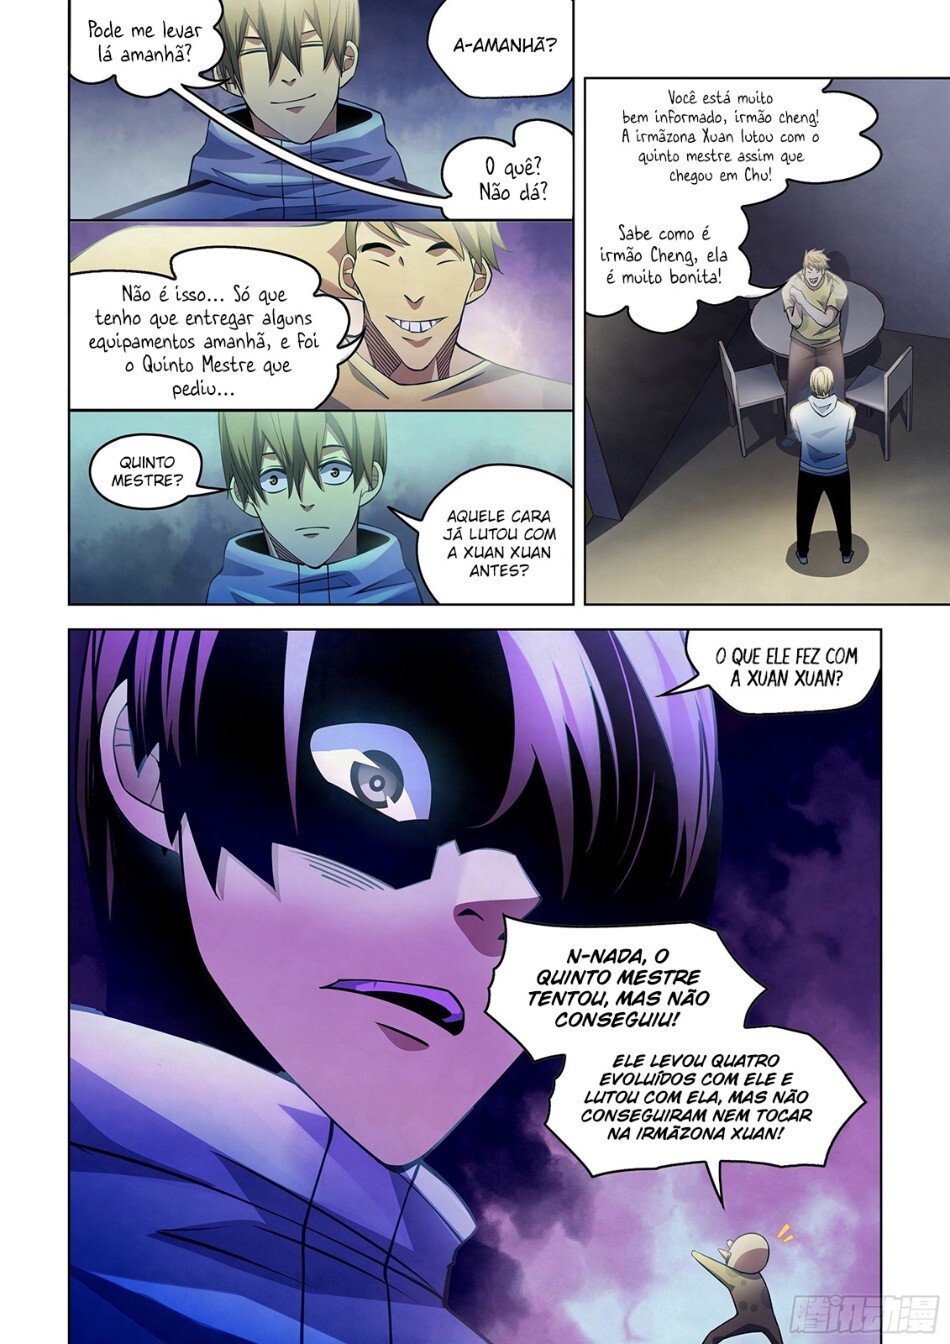 Pode me levar
lá amanhã?
A-AMANHÃ?
O quê?
Não dá?
Não é isso... Só que
tenho que entregar alguns
equipamentos amanhã, e foi
o Quinto Mestre que
pediu...
QUINTO
MESTRE?
AQUELE CARA
JÁ LUTOU COM
A XUAN XUAN
ANTES?
Você está muito
bem informado, irmão cheng!
A irmãzona Xuan lutou com o
quinto mestre assim que
chegou em Chu!
Sabe como é
irmão Cheng, ela
é muito bonita!
O QUE ELE FEZ COM
A XUAN XUAN?
N-NADA, O
QUINTO MESTRE
TENTOU, MAS NÃO
CONSEGUIU!
ELE LEVOU QUATRO
EVOLUÍDOS COM ELE E
LUTOU COM ELA, MAS NÃO
CONSEGUIRAM NEM TOCAR
NA IRMÃZONA XUAN!
腾讯动漫